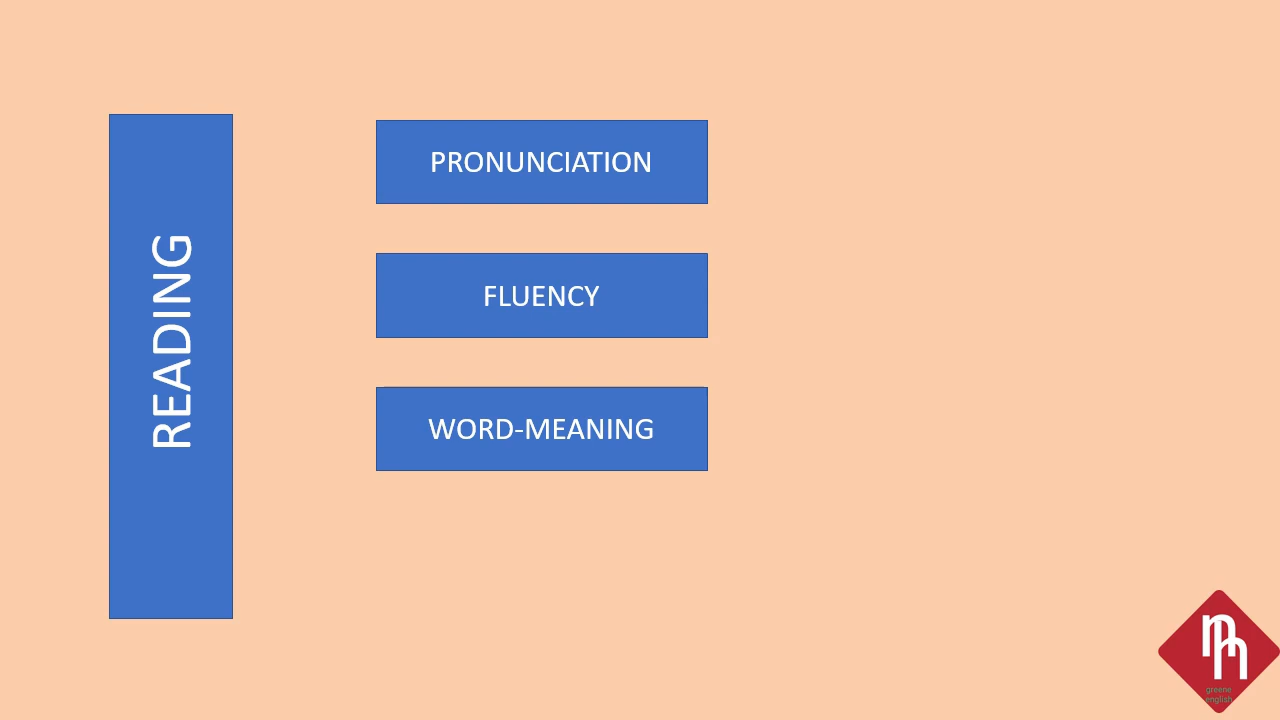 READING
PRONUNCIATION
FLUENCY
WORD-MEANING
greene
english